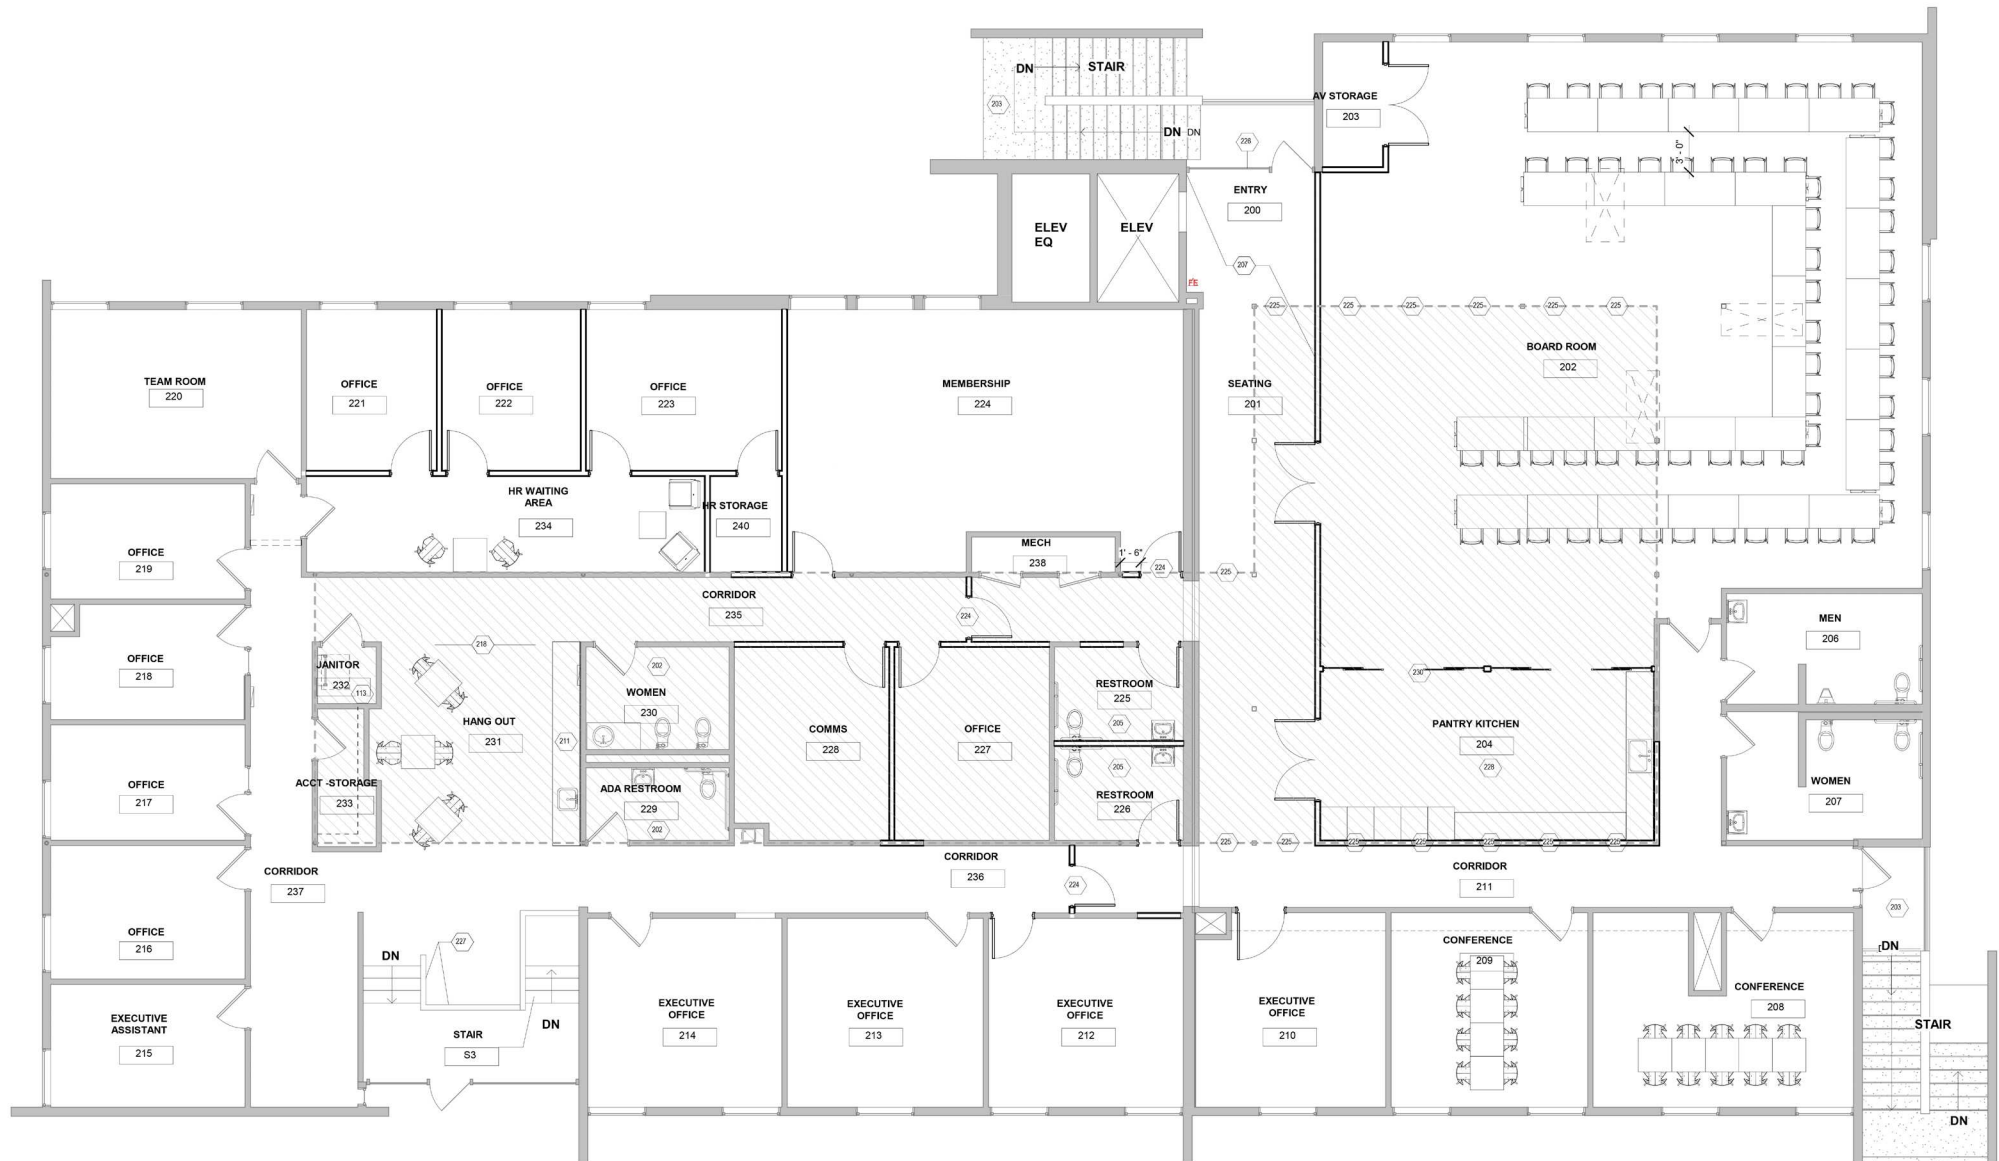 DN
STAIR
203
DN
DN
AV STORAGE
203
226
ENTRY
200
3' - 0"
ELEV
EQ
ELEV
207
FE
225
225
225
225
225
225
BOARD ROOM
202
TEAM ROOM
220
OFFICE
221
OFFICE
222
OFFICE
223
MEMBERSHIP
224
SEATING
201
HR WAITING
AREA
234
HR STORAGE
240
MECH
238
1' - 6"
224
225
OFFICE
219
CORRIDOR
235
224
MEN
206
218
OFFICE
218
JANITOR
232
113
202
WOMEN
230
RESTROOM
225
205
230
HANG OUT
231
211
COMMS
228
OFFICE
227
PANTRY KITCHEN
204
228
205
OFFICE
217
ACCT -STORAGE
233
ADA RESTROOM
229
202
RESTROOM
226
WOMEN
207
225
225
225
225
225
225
CORRIDOR
236
CORRIDOR
237
224
CORRIDOR
211
203
OFFICE
216
227
DN
CONFERENCE
209
DN
CONFERENCE
208
EXECUTIVE
ASSISTANT
215
STAIR
S3
DN
EXECUTIVE
OFFICE
214
EXECUTIVE
OFFICE
213
EXECUTIVE
OFFICE
212
EXECUTIVE
OFFICE
210
STAIR
DN